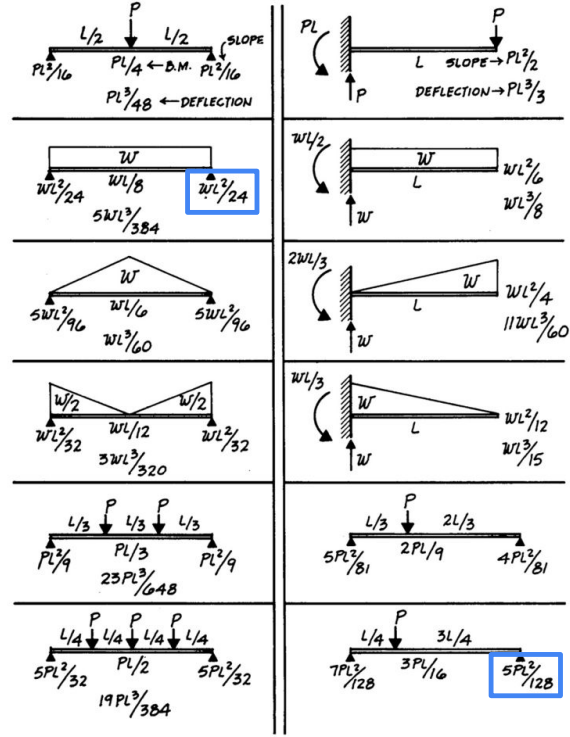 P
L/2 L/2
SLOPE
PL²/16 PL/4 ← B.M. PL²/16
PL³/48 ← DEFLECTION
W
WL²/24 WL/8 WL²/24
5WL³/384
W
5WL²/96 WL/6 5WL²/96
WL³/60
W/2 W/2
WL²/32 WL/12 WL²/32
3WL³/320
P P
L/3 L/3 L/3
PL²/9 PL/3 PL²/9
23PL³/648
P P P
L/4 L/4 L/4 L/4
5PL²/32 PL/2 5PL²/32
19PL³/384
PL P
L SLOPE → PL²/2
P DEFLECTION → PL³/3
WL/2 W
L WL²/6
W WL³/8
2WL/3 W
L WL²/4
W 11WL³/60
WL/3 W
L WL²/12
W WL³/15
P
L/3 2L/3
5PL²/81 2PL/9 4PL²/81
P
L/4 3L/4
7PL²/128 3PL/16 5PL²/128